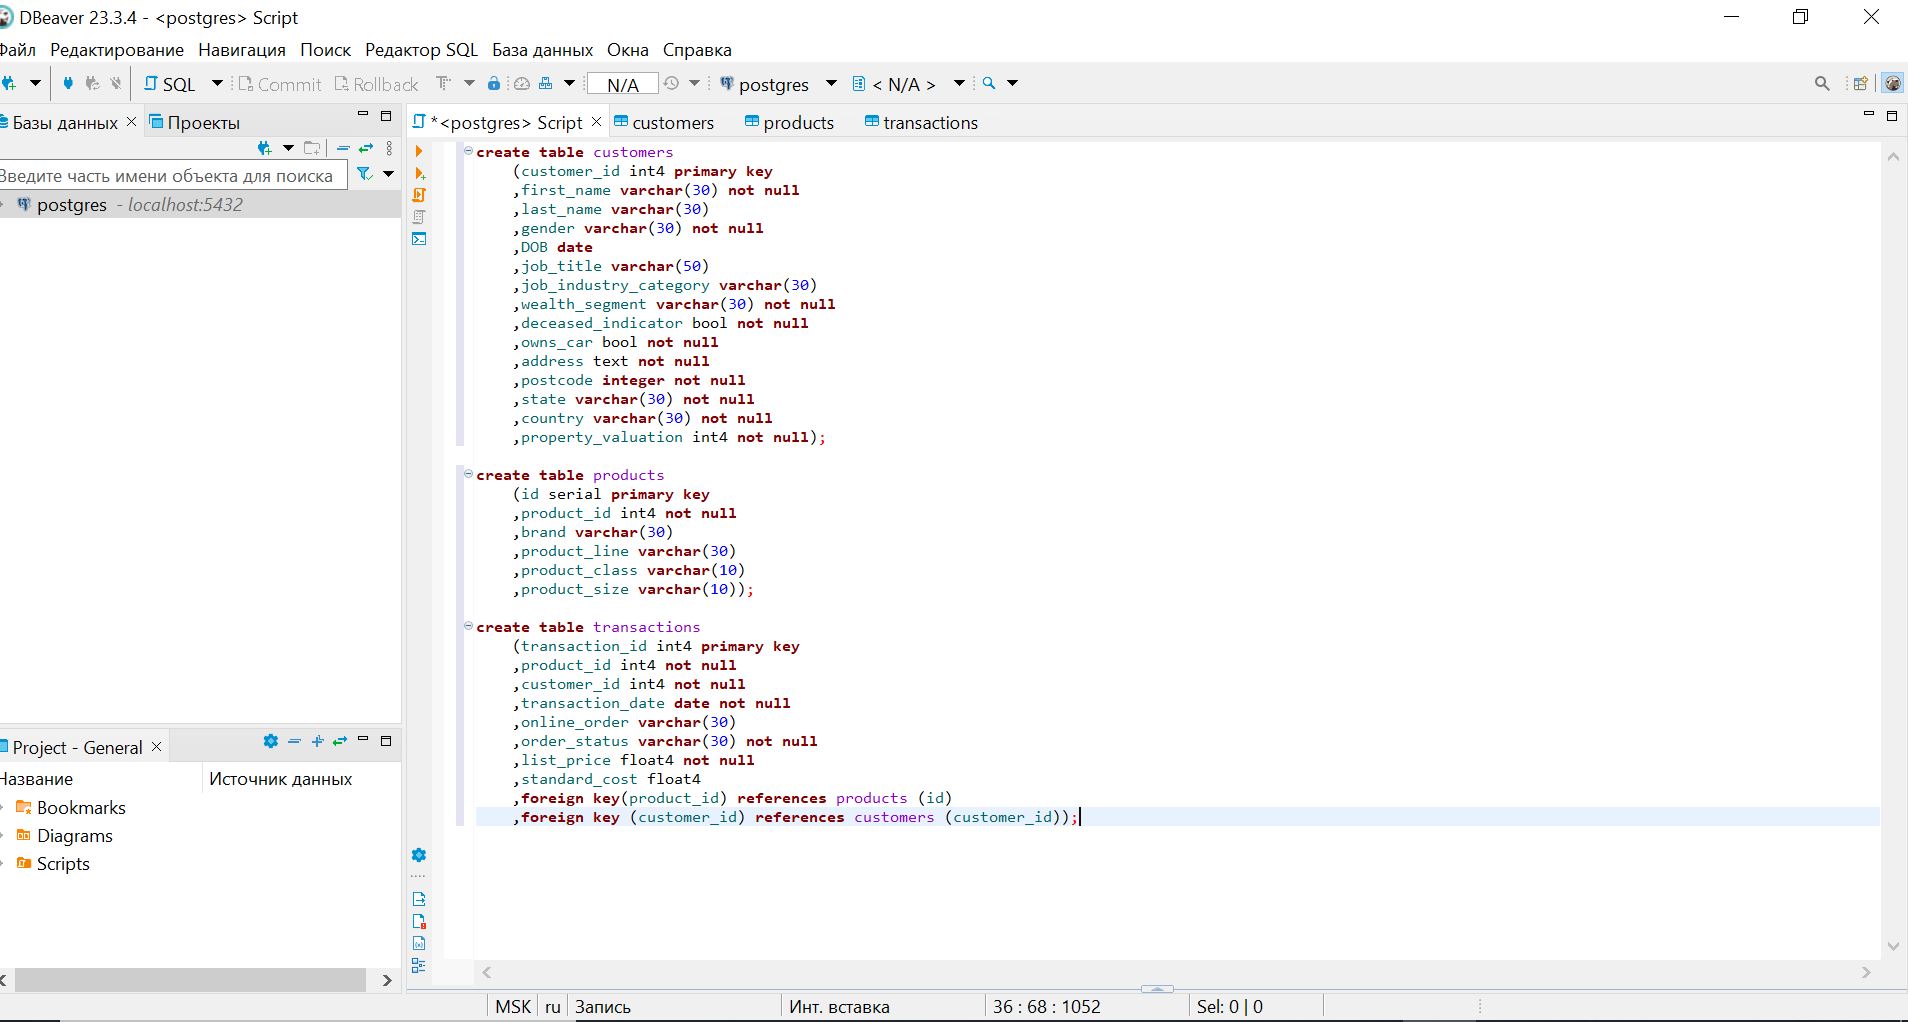 DBeaver 23.3.4 - <postgres> Script
Файл Редактирование Навигация Поиск Редактор SQL База данных Окна Справка
SQL Commit Rollback N/A postgres < N/A >
Базы данных Проекты
Введите часть имени объекта для поиска
postgres - localhost:5432
*<postgres> Script customers products transactions
create table customers
(customer_id int4 primary key
,first_name varchar(30) not null
,last_name varchar(30)
,gender varchar(30) not null
,DOB date
,job_title varchar(50)
,job_industry_category varchar(30)
,wealth_segment varchar(30) not null
,deceased_indicator bool not null
,owns_car bool not null
,address text not null
,postcode integer not null
,state varchar(30) not null
,country varchar(30) not null
,property_valuation int4 not null);
create table products
(id serial primary key
,product_id int4 not null
,brand varchar(30)
,product_line varchar(30)
,product_class varchar(10)
,product_size varchar(10));
create table transactions
(transaction_id int4 primary key
,product_id int4 not null
,customer_id int4 not null
,transaction_date date not null
,online_order varchar(30)
,order_status varchar(30) not null
,list_price float4 not null
,standard_cost float4
,foreign key(product_id) references products (id)
,foreign key (customer_id) references customers (customer_id));
Project - General
Название Источник данных
Bookmarks
Diagrams
Scripts
MSK ru Запись Инт. вставка 36 : 68 : 1052 Sel: 0 | 0